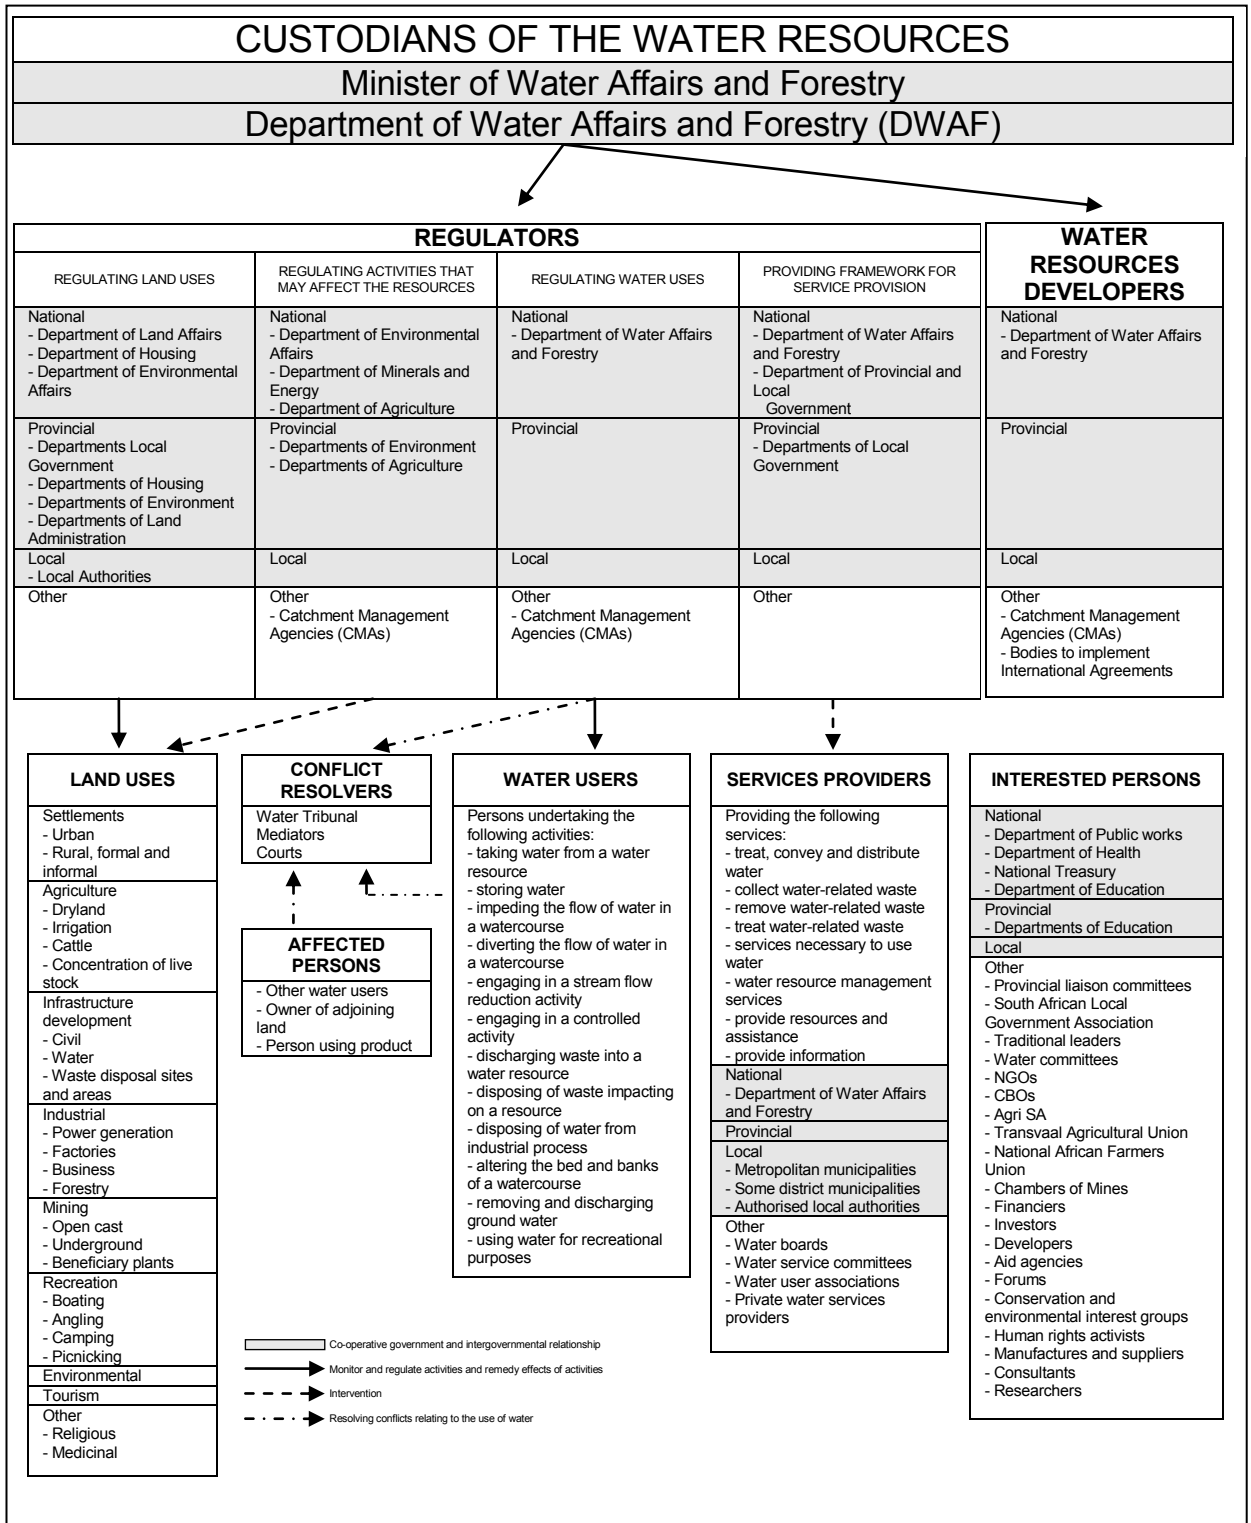 CUSTODIANS OF THE WATER RESOURCES
Minister of Water Affairs and Forestry
Department of Water Affairs and Forestry (DWAF)
REGULATORS
REGULATING LAND USES
National
- Department of Land Affairs
- Department of Housing
- Department of Environmental
Affairs
Provincial
- Departments Local
Government
- Departments of Housing
- Departments of Environment
- Departments of Land
Administration
Local
- Local Authorities
Other
REGULATING ACTIVITIES THAT
MAY AFFECT THE RESOURCES
National
- Department of Environmental
Affairs
- Department of Minerals and
Energy
- Department of Agriculture
Provincial
- Departments of Environment
- Departments of Agriculture
Local
Other
- Catchment Management
Agencies (CMAs)
REGULATING WATER USES
National
- Department of Water Affairs
and Forestry
Provincial
Local
Other
- Catchment Management
Agencies (CMAs)
PROVIDING FRAMEWORK FOR
SERVICE PROVISION
National
- Department of Water Affairs
and Forestry
- Department of Provincial and
Local
Government
Provincial
- Departments of Local
Government
Local
Other
WATER
RESOURCES
DEVELOPERS
National
- Department of Water Affairs
and Forestry
Provincial
Local
Other
- Catchment Management
Agencies (CMAs)
- Bodies to implement
International Agreements
LAND USES
Settlements
- Urban
- Rural, formal and
informal
Agriculture
- Dryland
- Irrigation
- Cattle
- Concentration of live
stock
Infrastructure
development
- Civil
- Water
- Waste disposal sites
and areas
Industrial
- Power generation
- Factories
- Business
- Forestry
Mining
- Open cast
- Underground
- Beneficiary plants
Recreation
- Boating
- Angling
- Camping
- Picnicking
Environmental
Tourism
Other
- Religious
- Medicinal
CONFLICT
RESOLVERS
Water Tribunal
Mediators
Courts
AFFECTED
PERSONS
- Other water users
- Owner of adjoining
land
- Person using product
WATER USERS
Persons undertaking the
following activities:
- taking water from a water
resource
- storing water
- impeding the flow of water in
a watercourse
- diverting the flow of water in
a watercourse
- engaging in a stream flow
reduction activity
- engaging in a controlled
activity
- discharging waste into a
water resource
- disposing of waste impacting
on a resource
- disposing of water from
industrial process
- altering the bed and banks
of a watercourse
- removing and discharging
ground water
- using water for recreational
purposes
SERVICES PROVIDERS
Providing the following
services:
- treat, convey and distribute
water
- collect water-related waste
- remove water-related waste
- treat water-related waste
- services necessary to use
water
- water resource management
services
- provide resources and
assistance
- provide information
National
- Department of Water Affairs
and Forestry
Provincial
Local
- Metropolitan municipalities
- Some district municipalities
- Authorised local authorities
Other
- Water boards
- Water service committees
- Water user associations
- Private water services
providers
INTERESTED PERSONS
National
- Department of Public works
- Department of Health
- National Treasury
- Department of Education
Provincial
- Departments of Education
Local
Other
- Provincial liaison committees
- South African Local
Government Association
- Traditional leaders
- Water committees
- NGOs
- CBOs
- Agri SA
- Transvaal Agricultural Union
- National African Farmers
Union
- Chambers of Mines
- Financiers
- Investors
- Developers
- Aid agencies
- Forums
- Conservation and
environmental interest groups
- Human rights activists
- Manufactures and suppliers
- Consultants
- Researchers
Co-operative government and intergovernmental relationship
Monitor and regulate activities and remedy effects of activities
Intervention
Resolving conflicts relating to the use of water